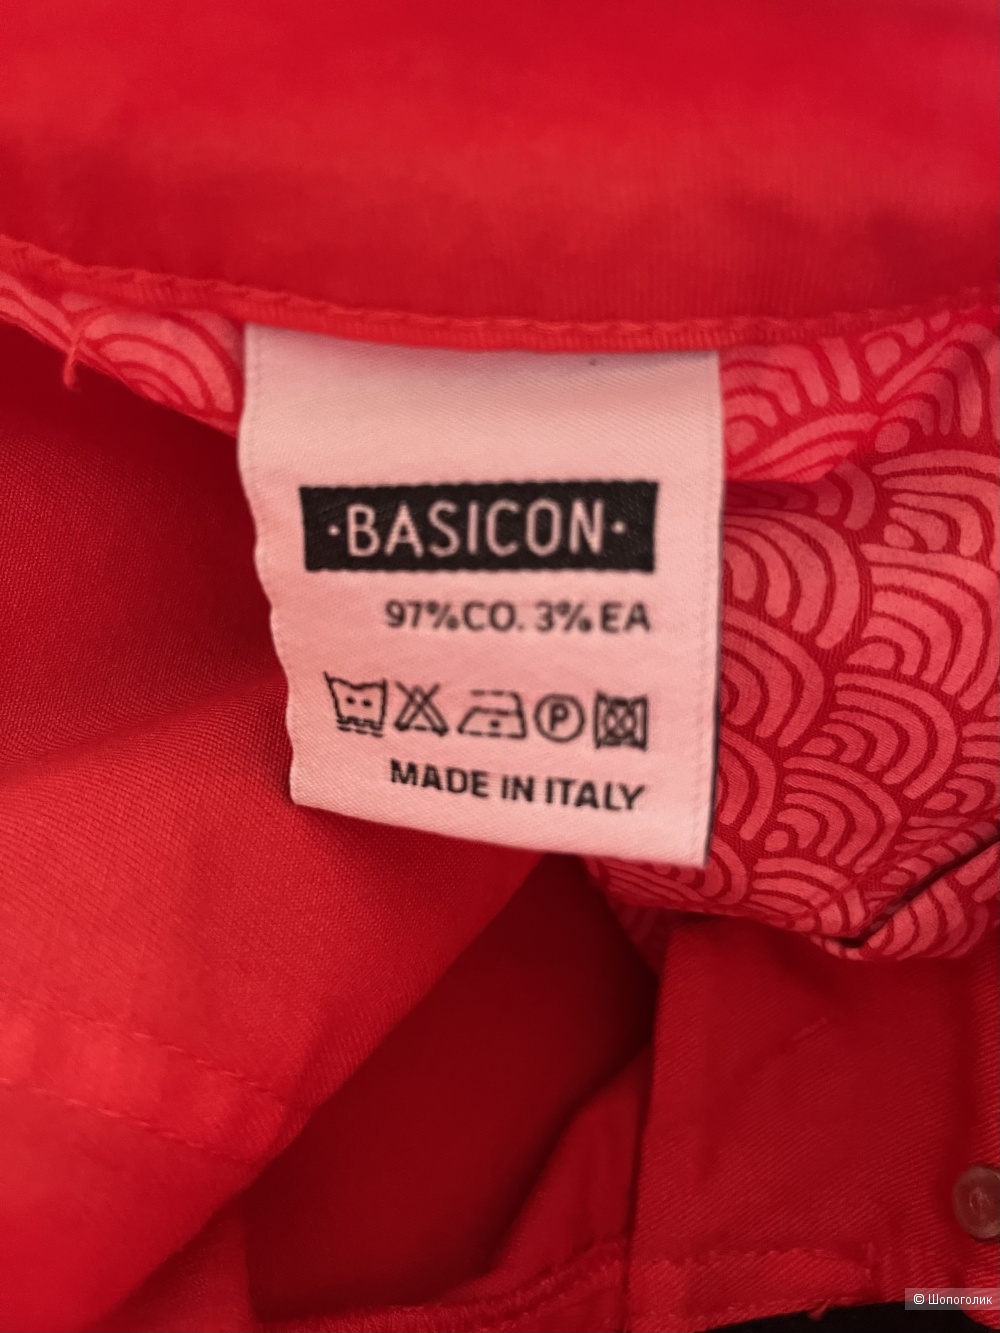 ·BASICON·
97%CO. 3%EA
P
MADE IN ITALY
© Шопоголик